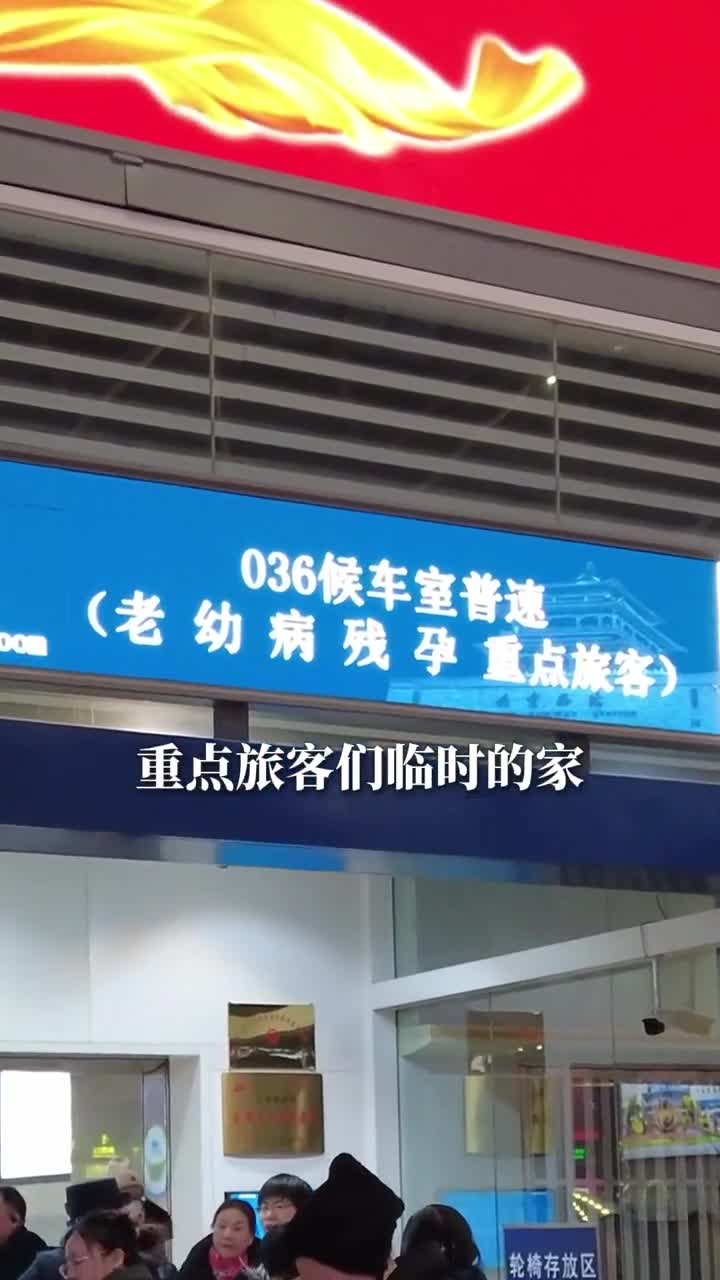 036候车室普速
（老 幼 病 残 孕 重点旅客）
oom
重点旅客们临时的家
轮椅存放区